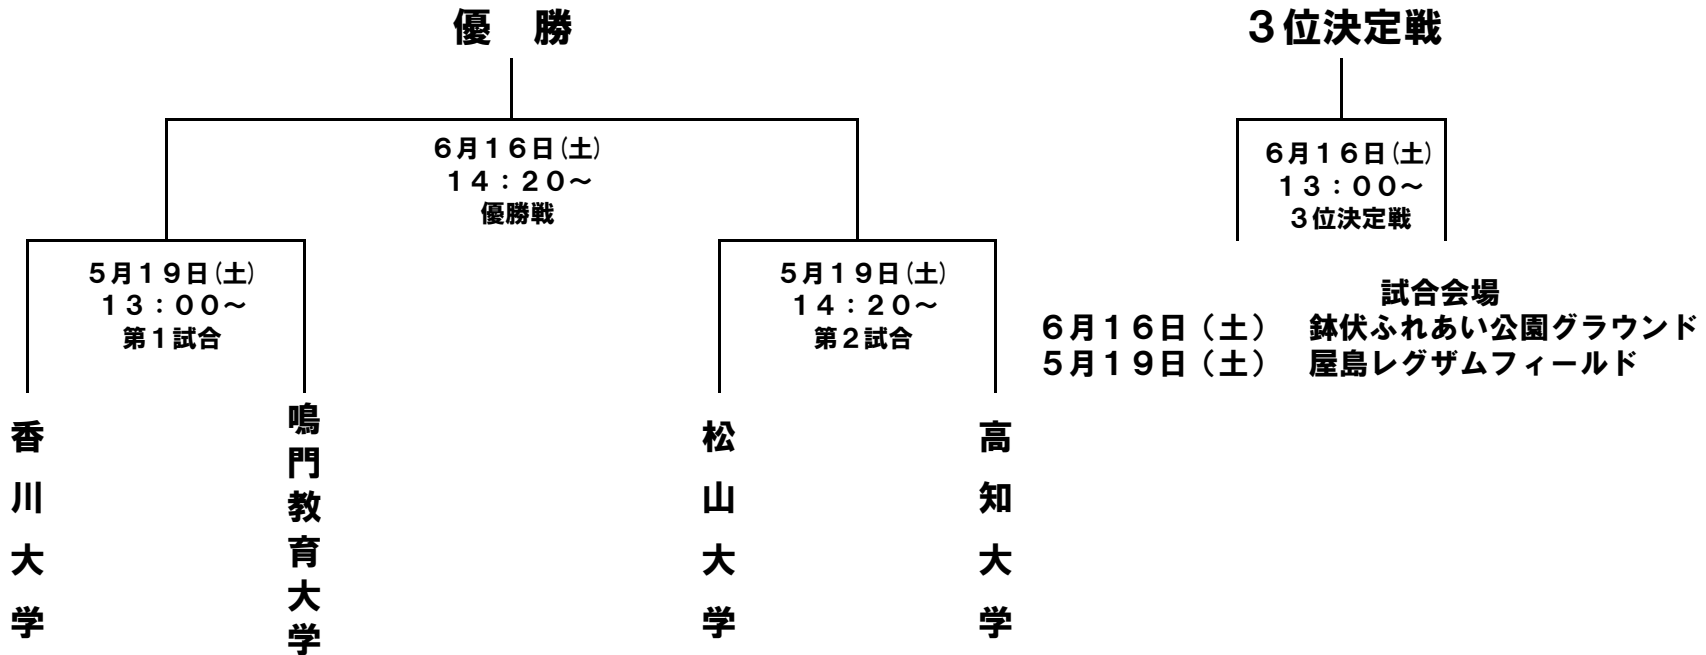 優　勝
３位決定戦
６月１６日（土）
１４：２０～
優勝戦
６月１６日（土）
１３：００～
３位決定戦
５月１９日（土）
１３：００～
第１試合
５月１９日（土）
１４：２０～
第２試合
試合会場
６月１６日（土）　鉢伏ふれあい公園グラウンド
５月１９日（土）　屋島レグザムフィールド
香川大学
鳴門教育大学
松山大学
高知大学